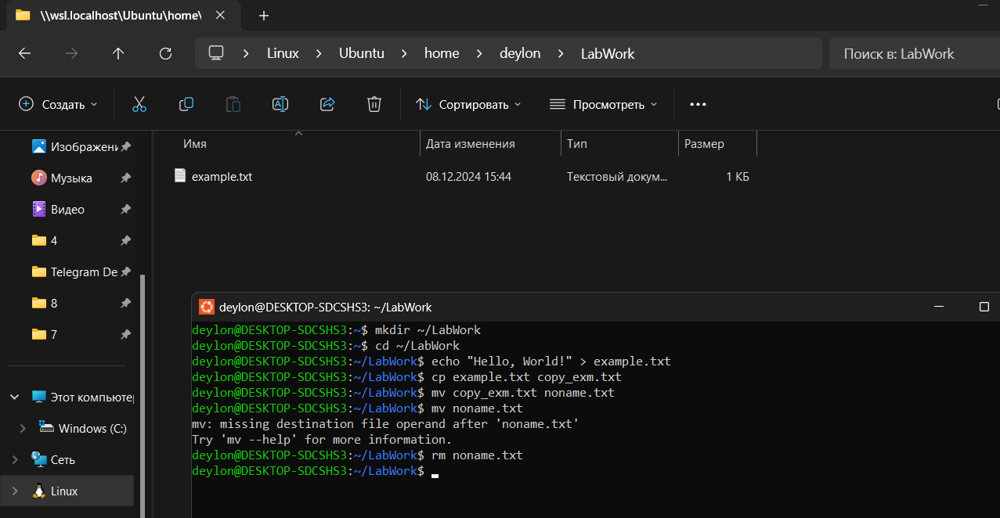 \\wsl.localhost\Ubuntu\home\
Linux > Ubuntu > home > deylon > LabWork
Поиск в: LabWork
Создать
Сортировать
Просмотреть
•••
Имя Дата изменения Тип Размер
example.txt 08.12.2024 15:44 Текстовый докум... 1 КБ
Изображени
Музыка
Видео
4
Telegram De
8
7
Этот компьютер
Windows (C:)
Сеть
Linux
deylon@DESKTOP-SDCSHS3: ~/LabWork
deylon@DESKTOP-SDCSHS3:~$ mkdir ~/LabWork
deylon@DESKTOP-SDCSHS3:~$ cd ~/LabWork
deylon@DESKTOP-SDCSHS3:~/LabWork$ echo "Hello, World!" > example.txt
deylon@DESKTOP-SDCSHS3:~/LabWork$ cp example.txt copy_exm.txt
deylon@DESKTOP-SDCSHS3:~/LabWork$ mv copy_exm.txt noname.txt
deylon@DESKTOP-SDCSHS3:~/LabWork$ mv noname.txt
mv: missing destination file operand after 'noname.txt'
Try 'mv --help' for more information.
deylon@DESKTOP-SDCSHS3:~/LabWork$ rm noname.txt
deylon@DESKTOP-SDCSHS3:~/LabWork$